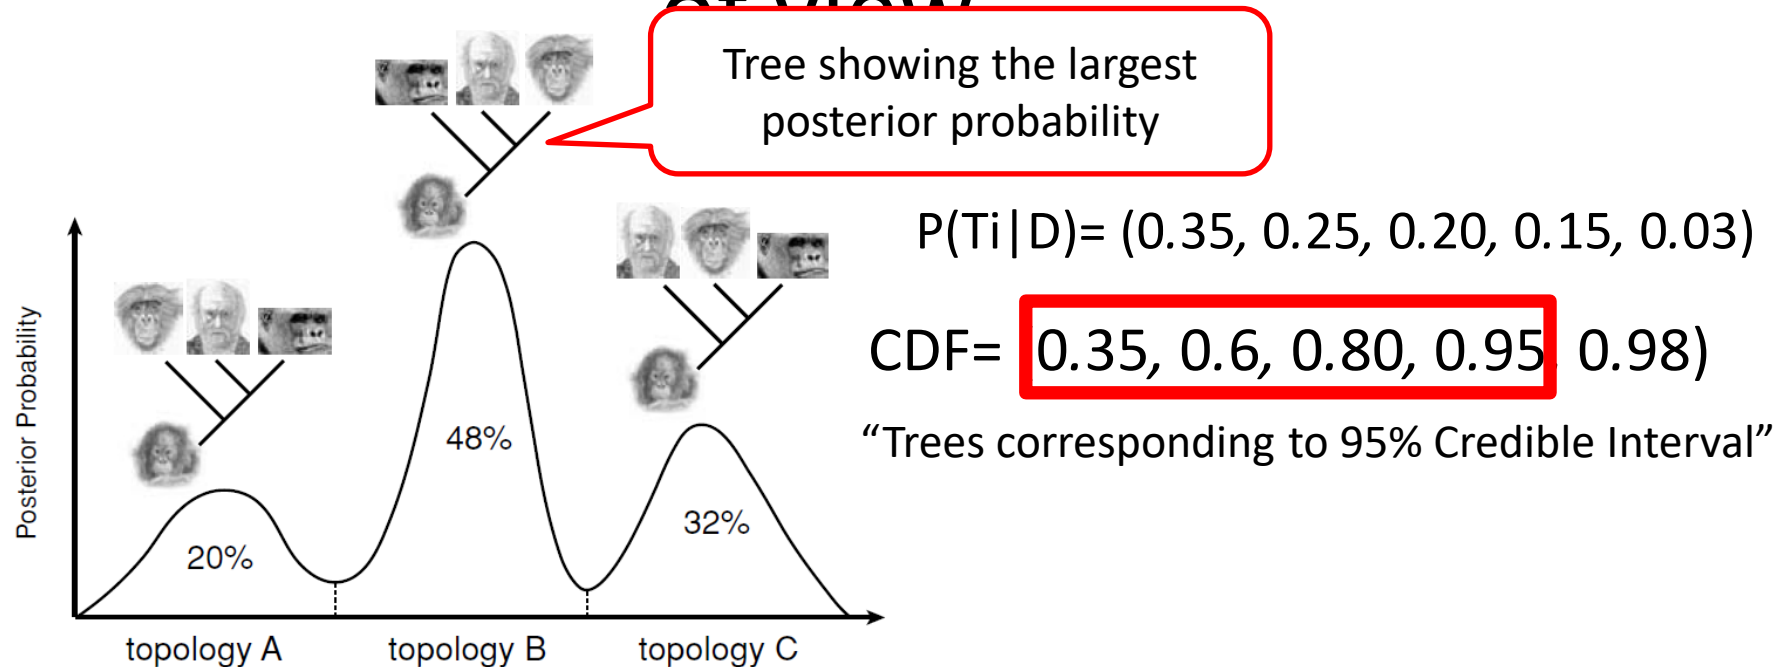 of view
Tree showing the largest
posterior probability
P(Ti|D)= (0.35, 0.25, 0.20, 0.15, 0.03)
CDF= 0.35, 0.6, 0.80, 0.95, 0.98)
“Trees corresponding to 95% Credible Interval”
Posterior Probability
20%
48%
32%
topology A
topology B
topology C